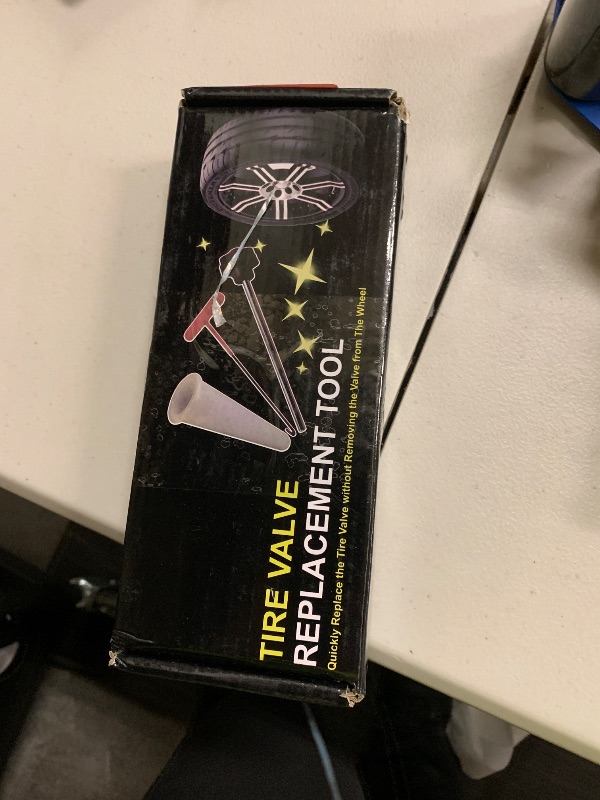 TIRE VALVE
REPLACEMENT TOOL
Quickly Replace the Tire Valve without Removing the Valve from The Wheel